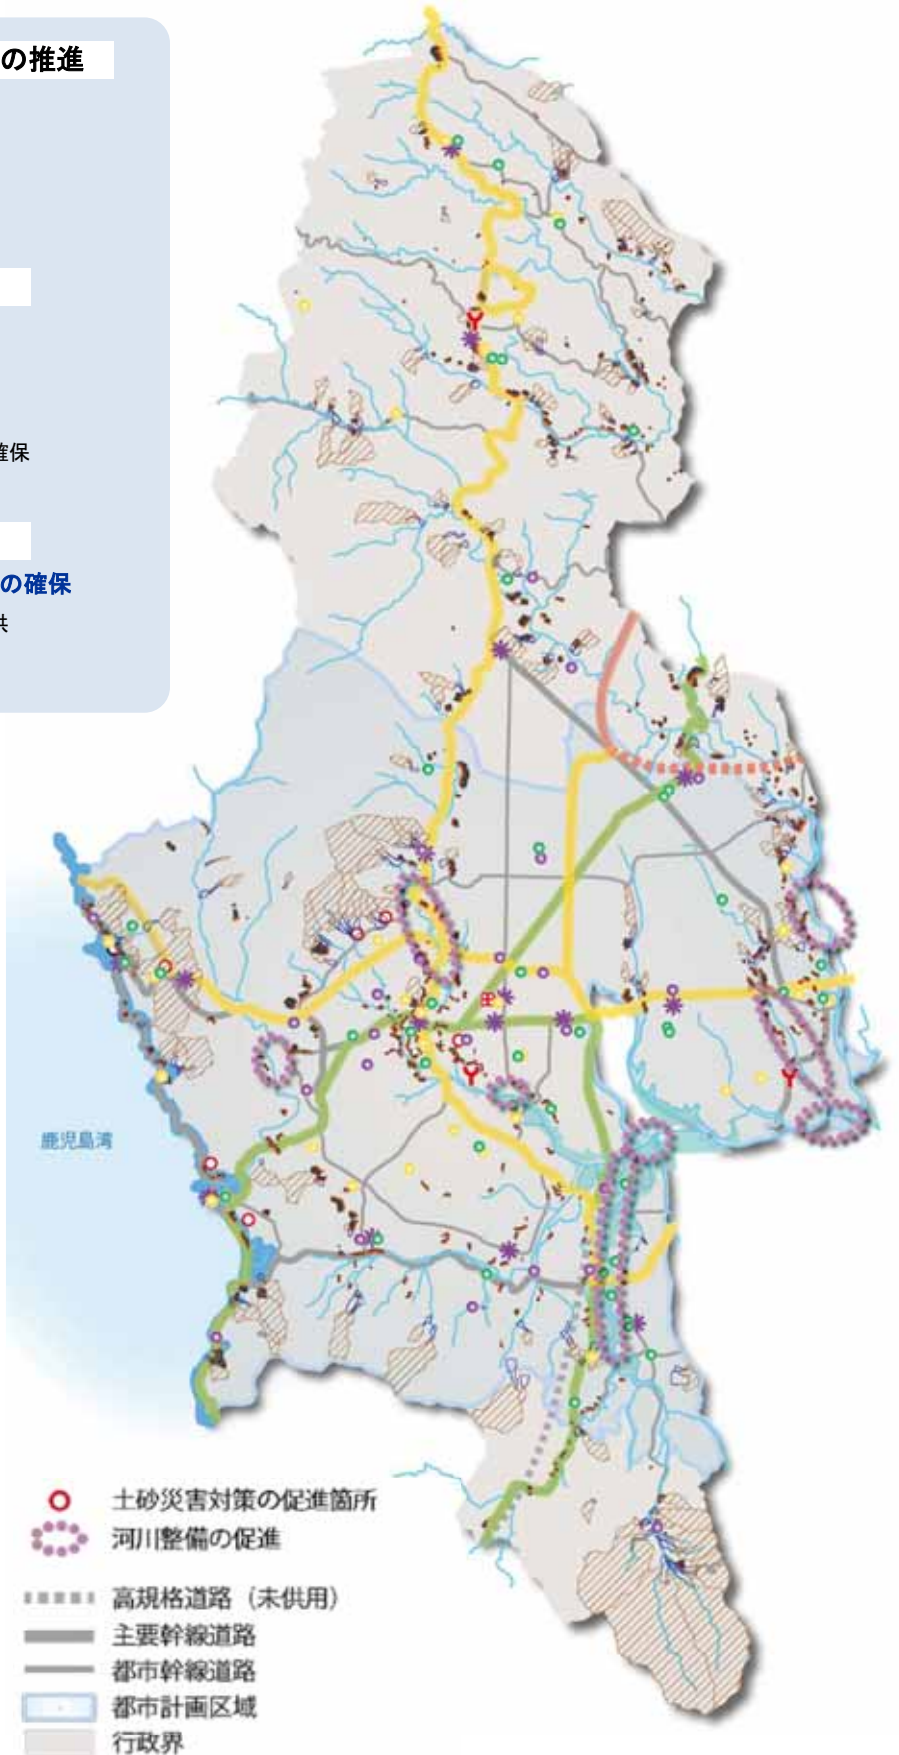 の推進
確保
の確保
供
鹿児島湾
土砂災害対策の促進箇所
河川整備の促進
高規格道路（未供用）
主要幹線道路
都市幹線道路
都市計画区域
行政界